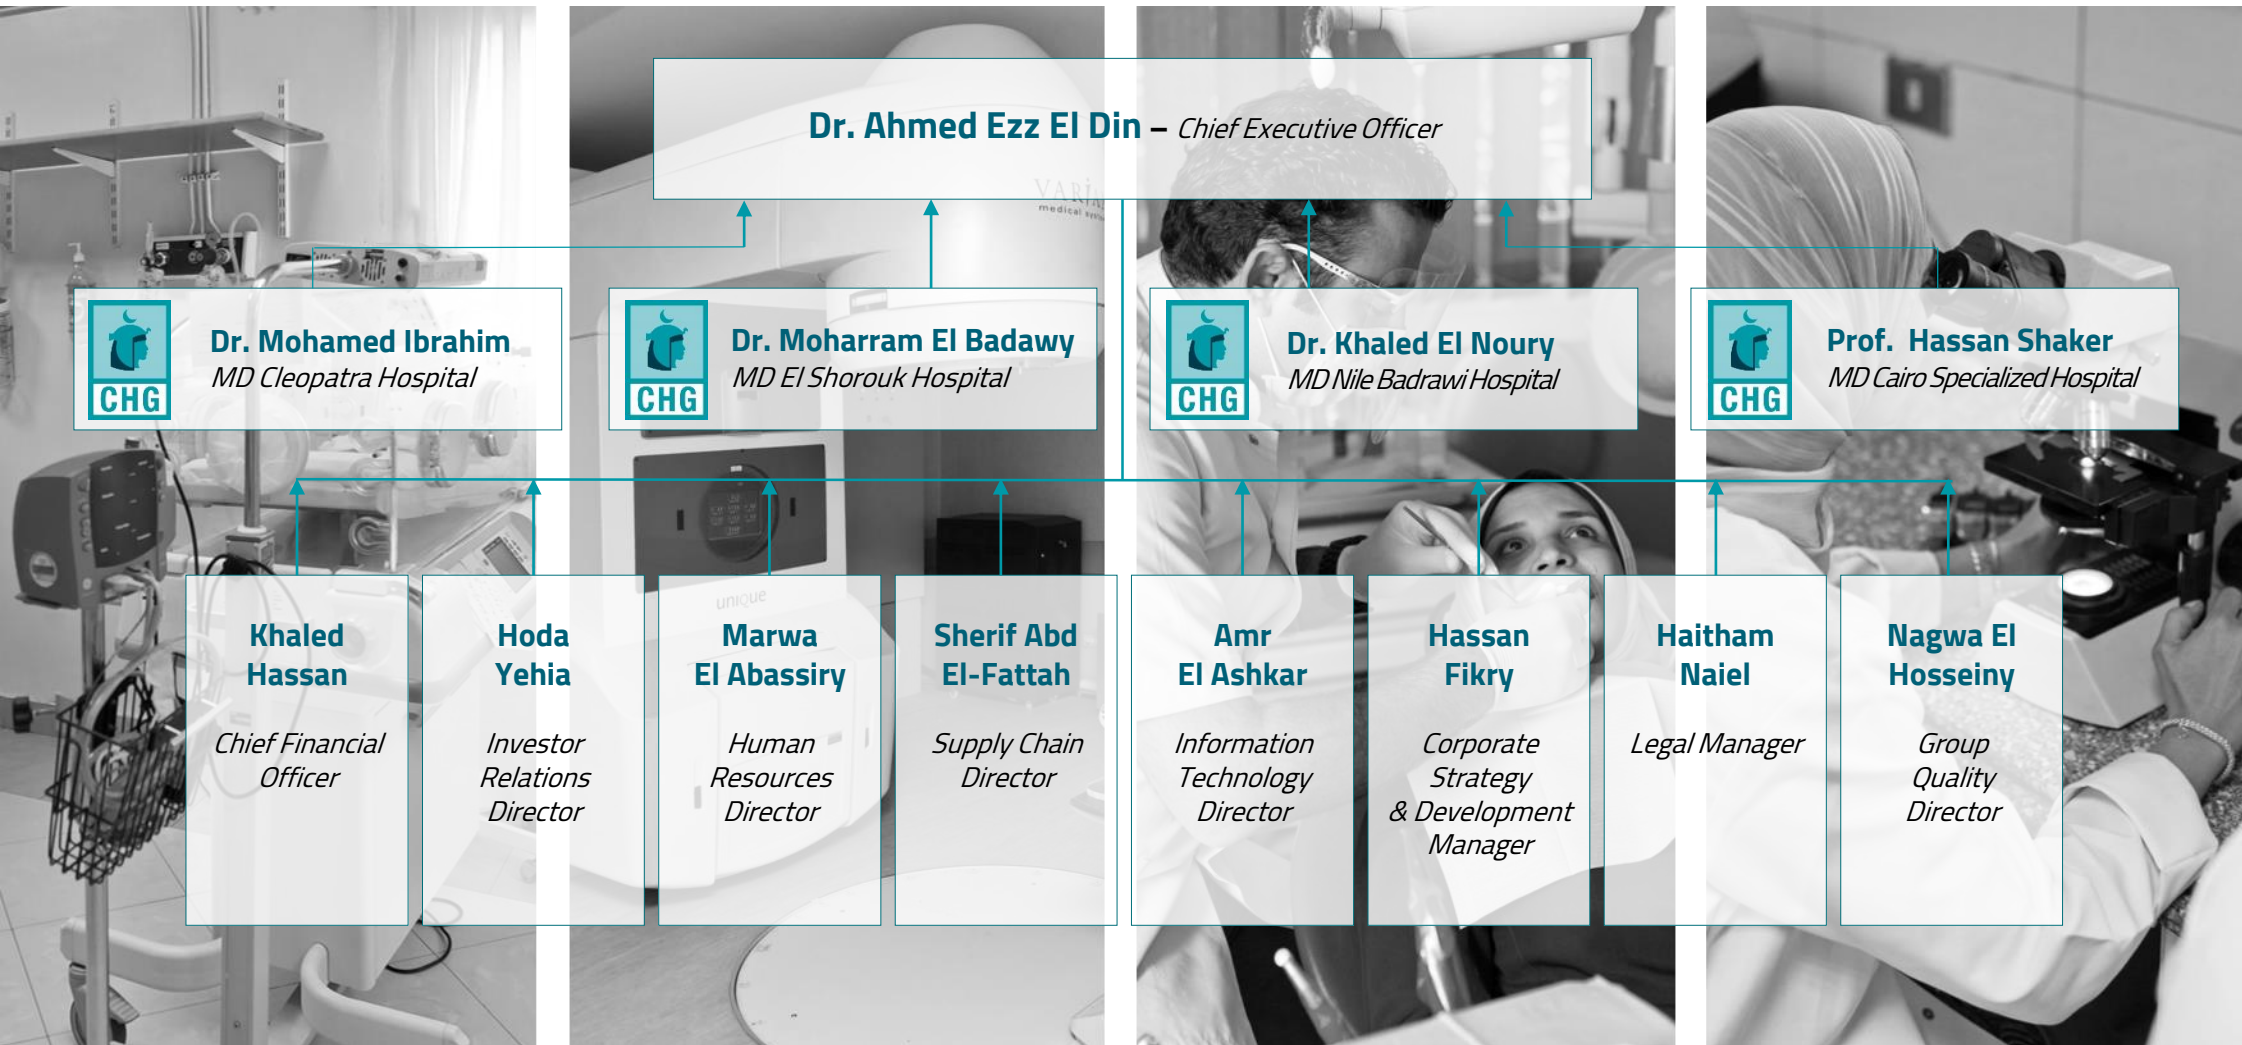 Dr. Ahmed Ezz El Din – Chief Executive Officer
medical
CHG
Dr. Mohamed Ibrahim
MD Cleopatra Hospital
CHG
Dr. Moharram El Badawy
MD El Shorouk Hospital
CHG
Dr. Khaled El Noury
MD Nile Badrawi Hospital
CHG
Prof. Hassan Shaker
MD Cairo Specialized Hospital
unique
Khaled
Hassan
Chief Financial
Officer
Hoda
Yehia
Investor
Relations
Director
Marwa
El Abassiry
Human
Resources
Director
Sherif Abd
El-Fattah
Supply Chain
Director
Amr
El Ashkar
Information
Technology
Director
Hassan
Fikry
Corporate
Strategy
& Development
Manager
Haitham
Naiel
Legal Manager
Nagwa El
Hosseiny
Group
Quality
Director